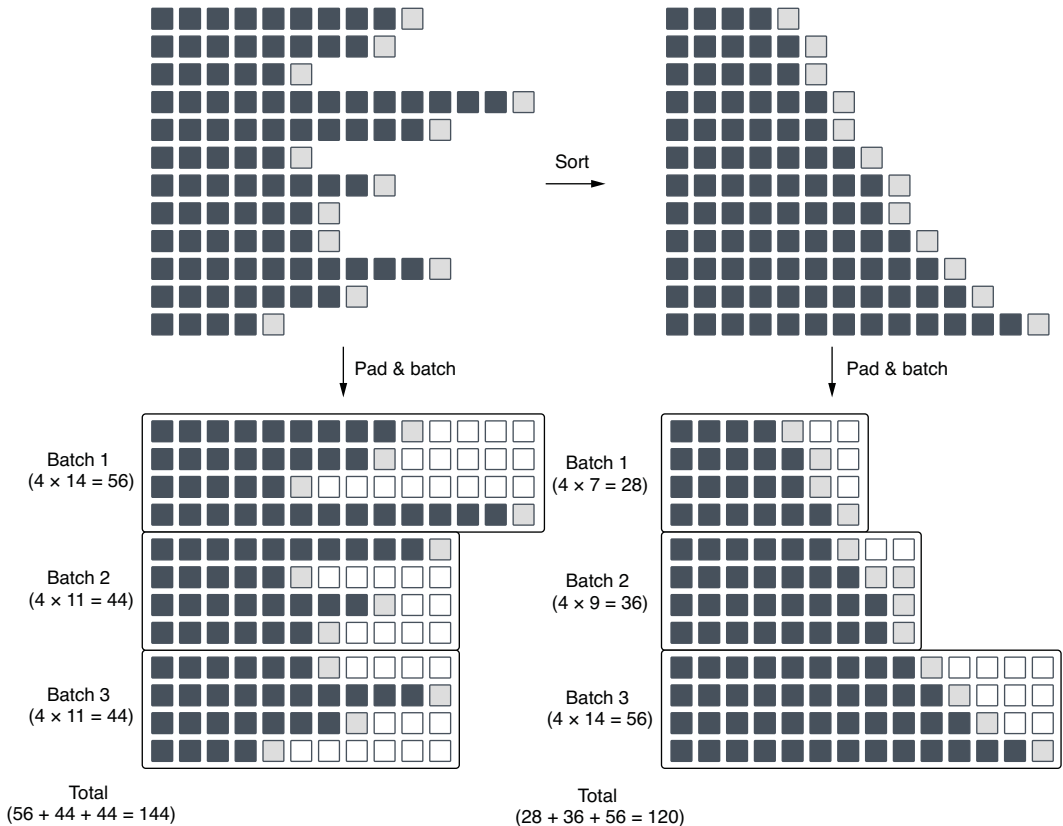 Sort
Pad & batch
Pad & batch
Batch 1
(4 × 14 = 56)
Batch 2
(4 × 11 = 44)
Batch 3
(4 × 11 = 44)
Total
(56 + 44 + 44 = 144)
Batch 1
(4 × 7 = 28)
Batch 2
(4 × 9 = 36)
Batch 3
(4 × 14 = 56)
Total
(28 + 36 + 56 = 120)